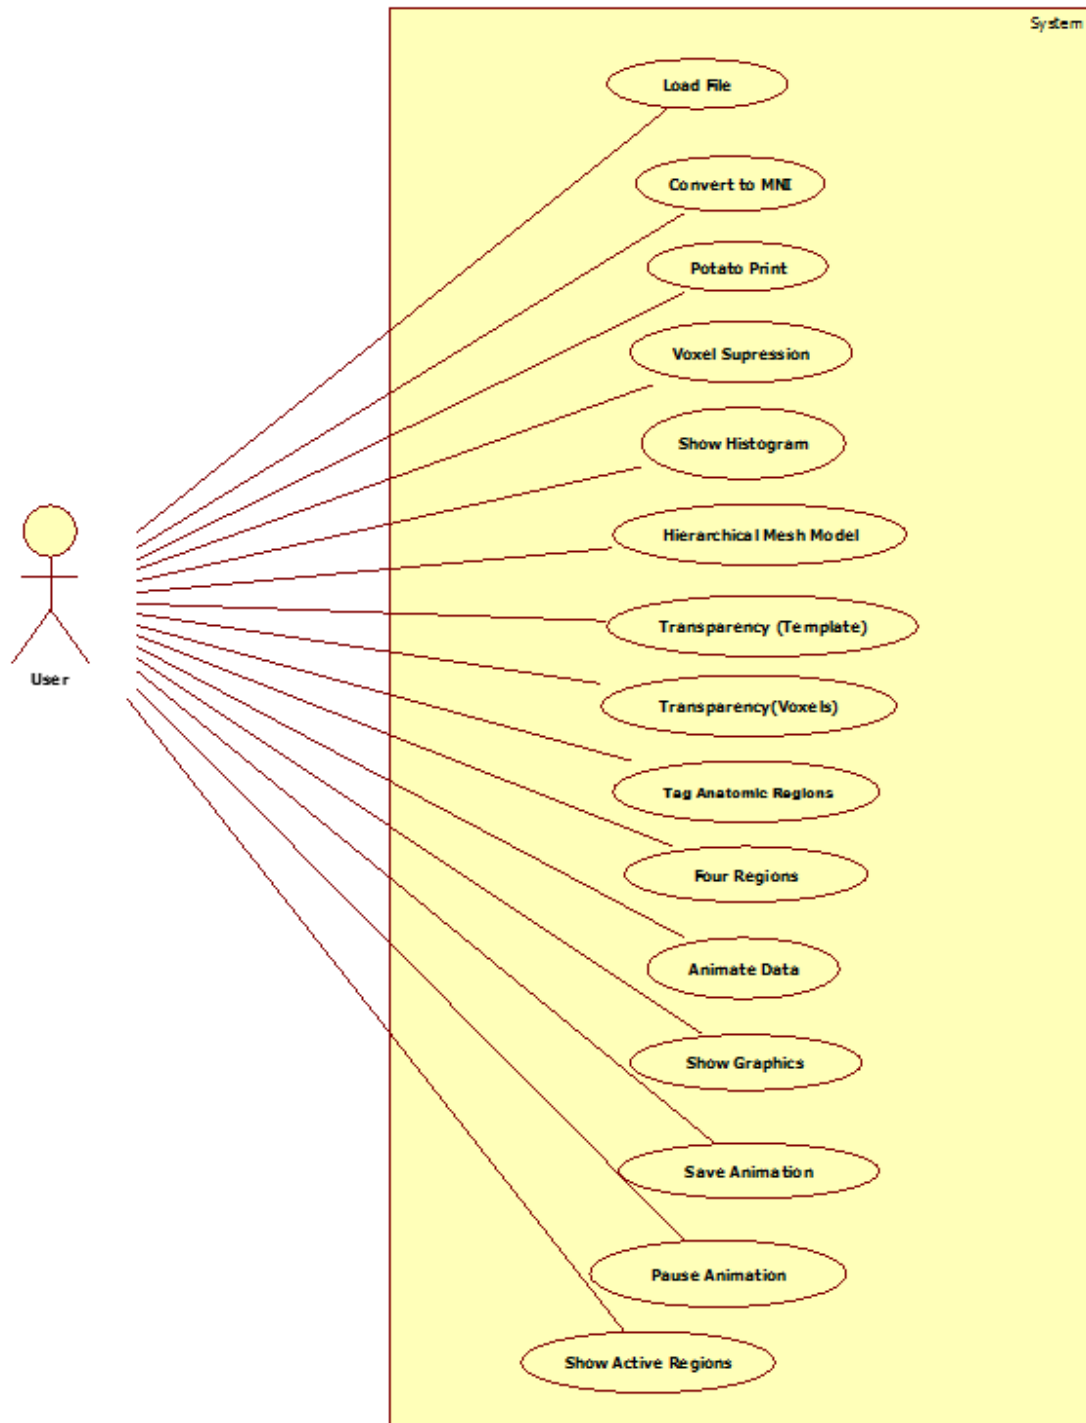 System
Load File
Convert to MNI
Potato Print
Voxel Supression
Show Histogram
Hierarchical Mesh Model
Transparency (Template)
User
Transparency(Voxels)
Tag Anatomic Regions
Four Regions
Animate Data
Show Graphics
Save Animation
Pause Animation
Show Active Regions